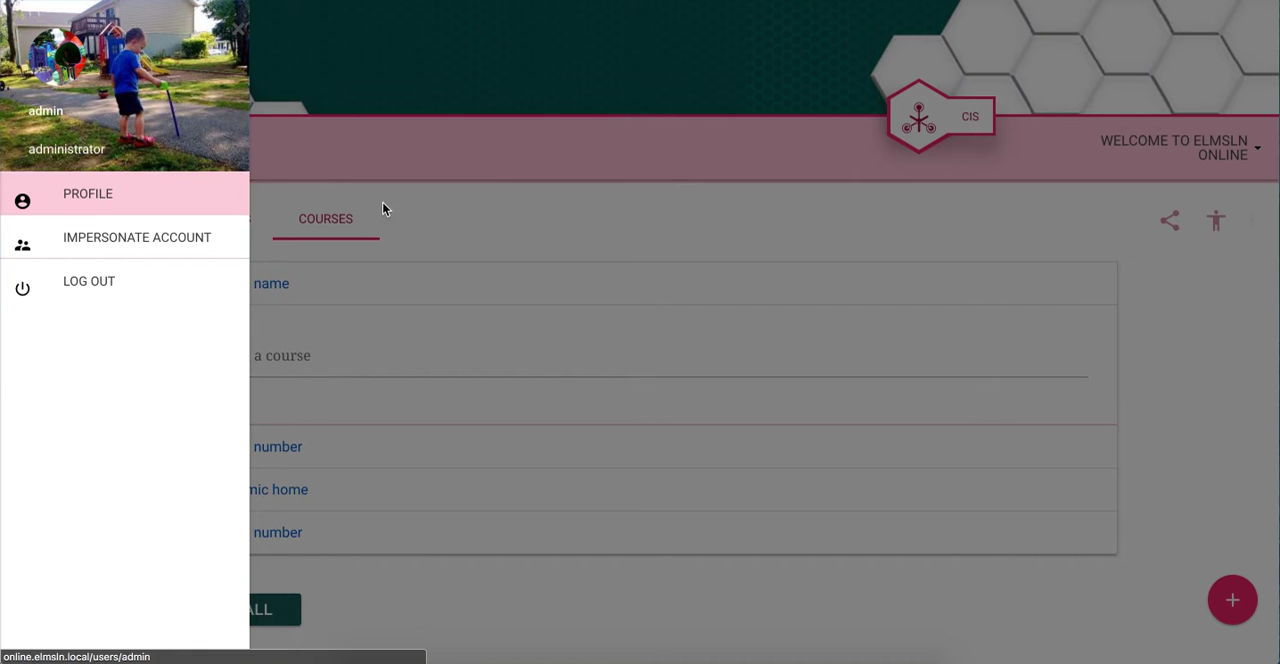 admin
administrator
PROFILE
IMPERSONATE ACCOUNT
LOG OUT
CIS
WELCOME TO ELMSLN
ONLINE
COURSES
name
a course
number
mic home
number
ALL
online.elmsln.local/users/admin